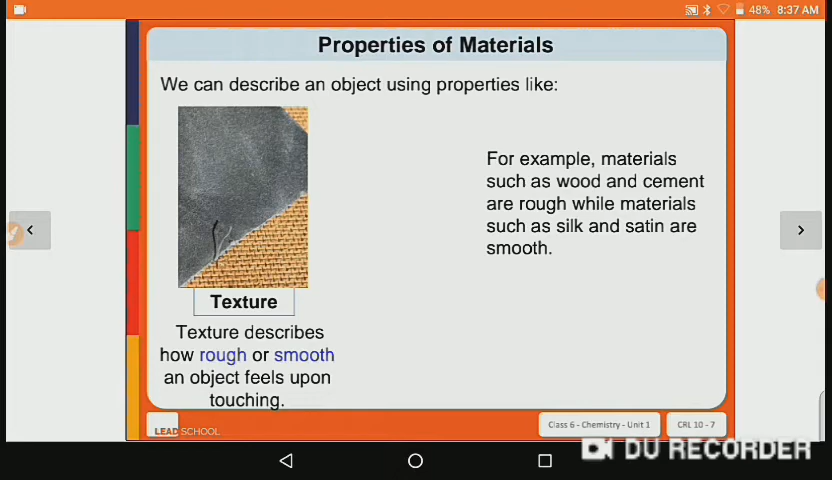 48% 8:37 AM
Properties of Materials
We can describe an object using properties like:
For example, materials
such as wood and cement
are rough while materials
such as silk and satin are
smooth.
Texture
Texture describes
how rough or smooth
an object feels upon
touching.
LEAD SCHOOL
Class 6 - Chemistry - Unit 1
CRL 10 - 7
DU RECORDER